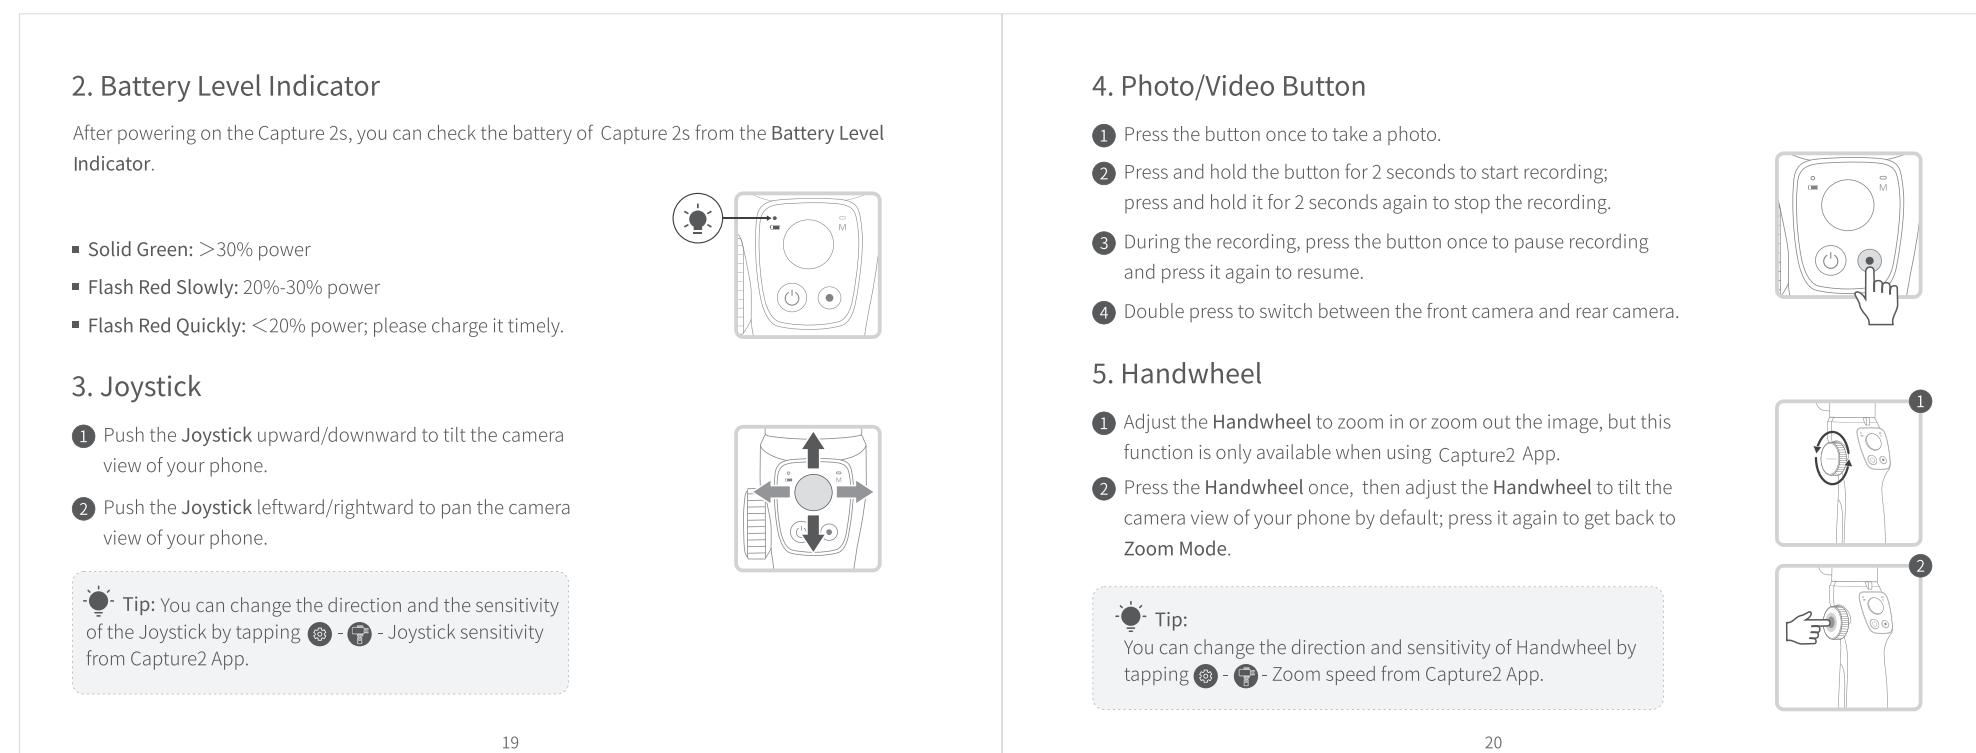 2. Battery Level Indicator
After powering on the Capture 2s, you can check the battery of Capture 2s from the Battery Level
Indicator.
M
■ Solid Green: ＞30% power
■ Flash Red Slowly: 20%-30% power
■ Flash Red Quickly: ＜20% power; please charge it timely.
3. Joystick
1 Push the Joystick upward/downward to tilt the camera
view of your phone.
2 Push the Joystick leftward/rightward to pan the camera
view of your phone.
M
Tip: You can change the direction and the sensitivity
of the Joystick by tapping - - Joystick sensitivity
from Capture2 App.
19
4. Photo/Video Button
1 Press the button once to take a photo.
2 Press and hold the button for 2 seconds to start recording;
press and hold it for 2 seconds again to stop the recording.
3 During the recording, press the button once to pause recording
and press it again to resume.
4 Double press to switch between the front camera and rear camera.
M
5. Handwheel
1 Adjust the Handwheel to zoom in or zoom out the image, but this
function is only available when using Capture2 App.
2 Press the Handwheel once, then adjust the Handwheel to tilt the
camera view of your phone by default; press it again to get back to
Zoom Mode.
1
2
Tip:
You can change the direction and sensitivity of Handwheel by
tapping - - Zoom speed from Capture2 App.
20